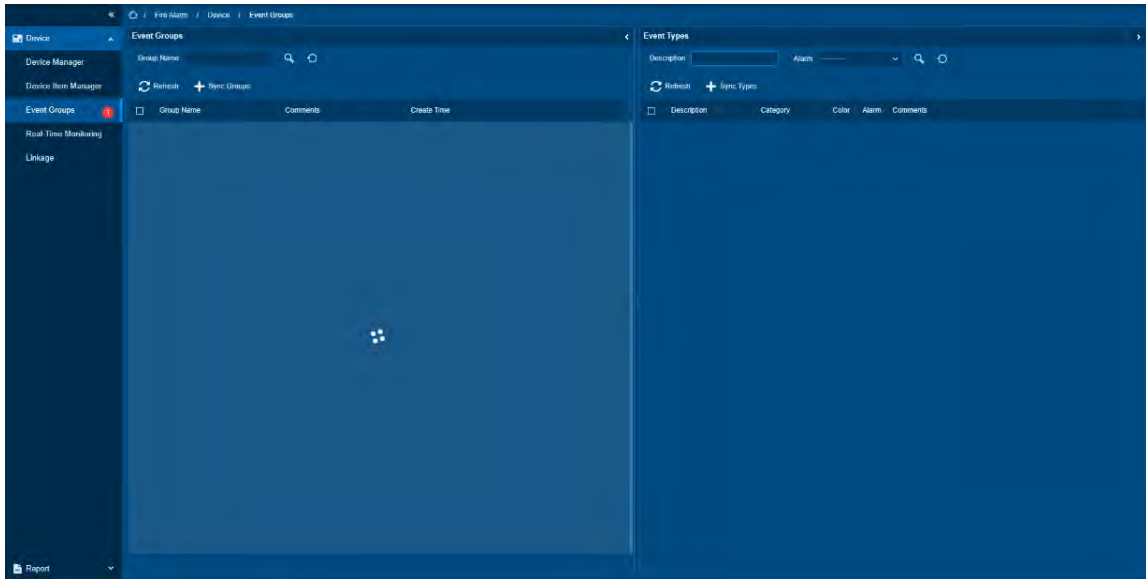 « / Fire Alarm / Device / Event Groups
Device
Device Manager
Device Item Manager
Event Groups 1
Real-Time Monitoring
Linkage
Report
Event Groups
Group Name
Refresh Sync Groups
Group Name Comments Create Time
Event Types
Description Alarm --------
Refresh Sync Types
Description Category Color Alarm Comments